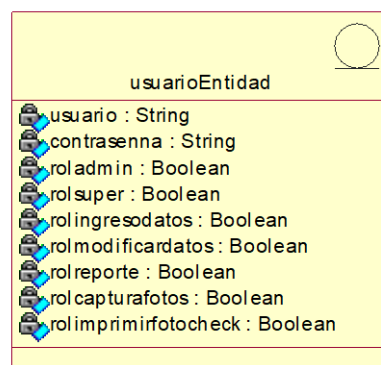 usuarioEntidad
usuario : String
contrasenna : String
roladmin : Boolean
rolsuper : Boolean
rolingresodatos : Boolean
rolmodificardatos : Boolean
rolreporte : Boolean
rolcapturafotos : Boolean
rolimprimirfotocheck : Boolean